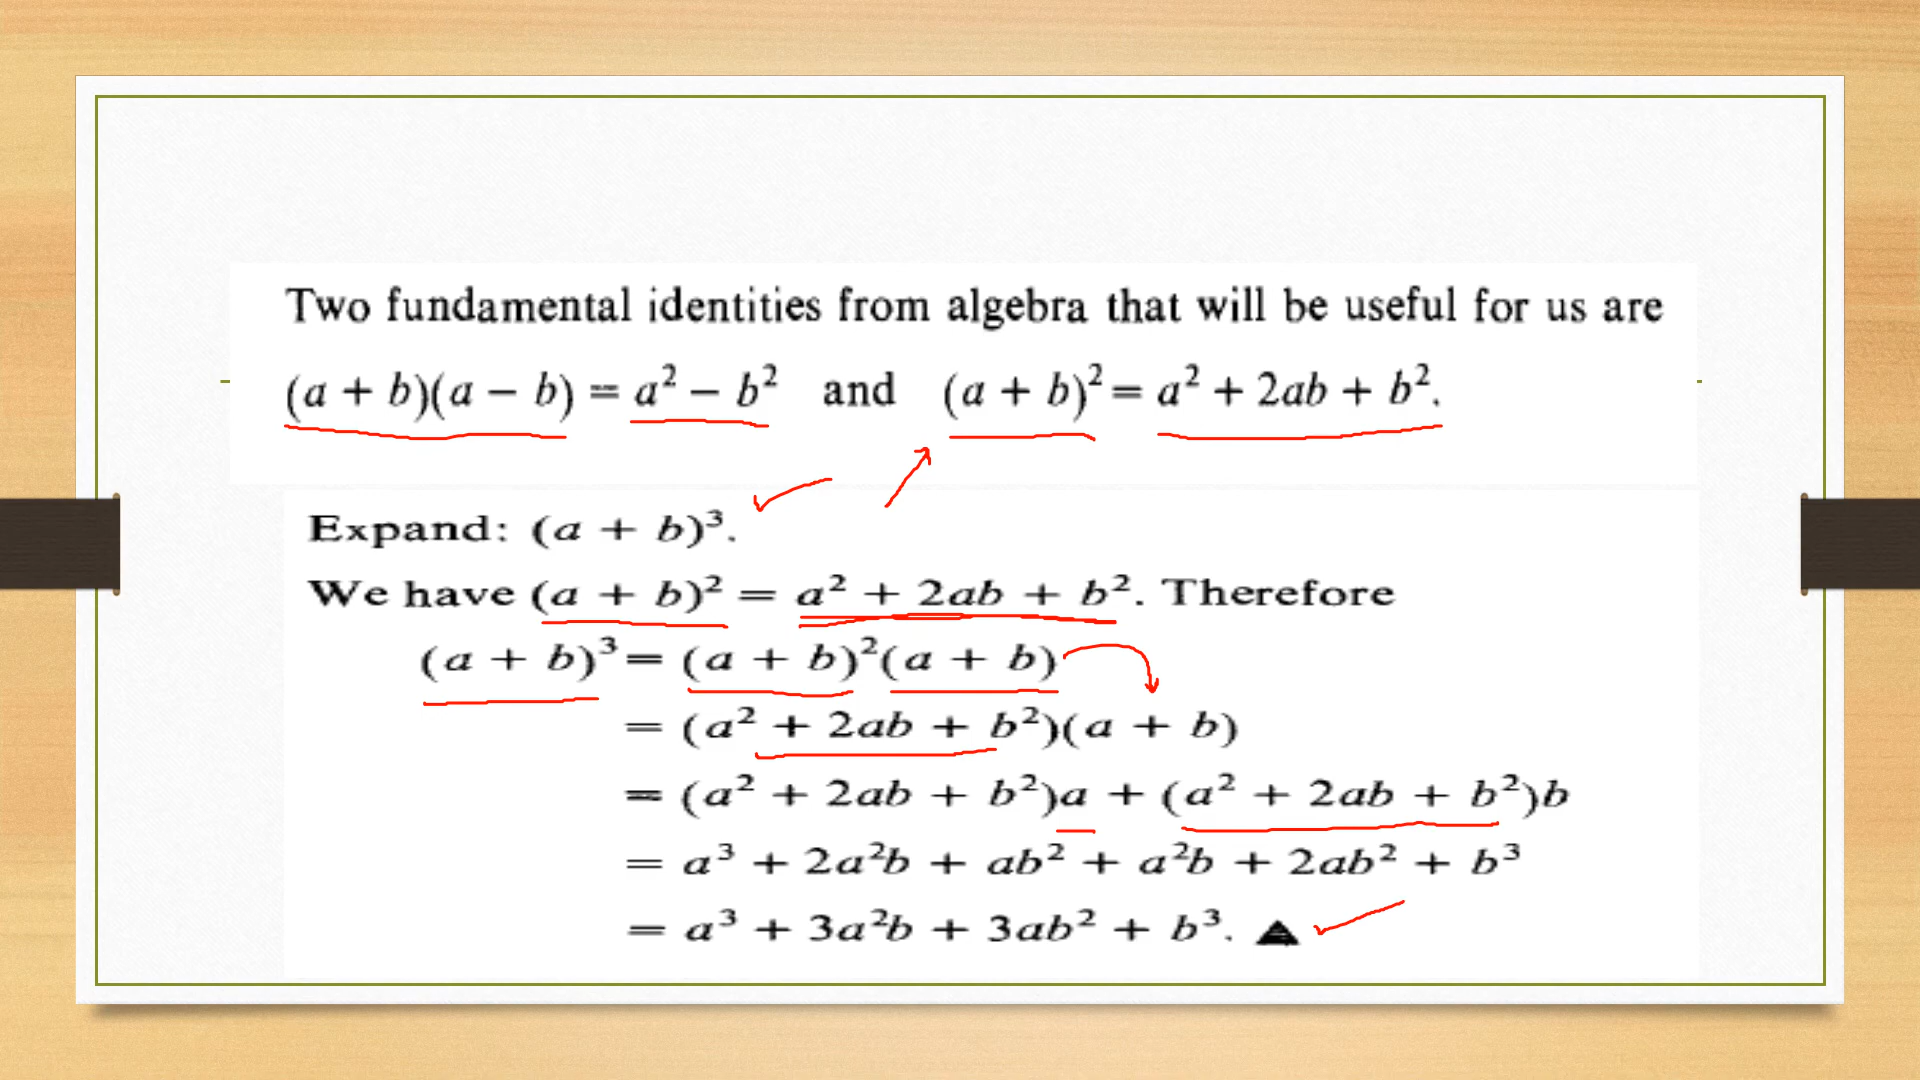 Two fundamental identities from algebra that will be useful for us are
(a + b)(a − b) = a² − b² and (a + b)² = a² + 2ab + b².
Expand: (a + b)³.
We have (a + b)² = a² + 2ab + b². Therefore
(a + b)³ = (a + b)²(a + b)
= (a² + 2ab + b²)(a + b)
= (a² + 2ab + b²)a + (a² + 2ab + b²)b
= a³ + 2a²b + ab² + a²b + 2ab² + b³
= a³ + 3a²b + 3ab² + b³. ▲